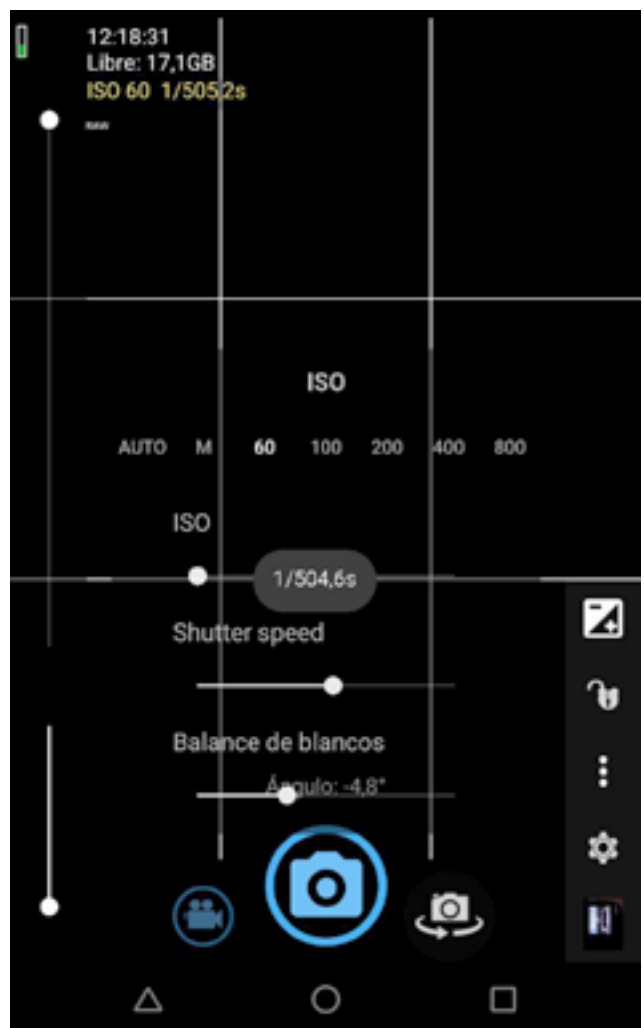 12:18:31
Libre: 17,1GB
ISO 60 1/505,2s
RAW
ISO
AUTO M 60 100 200 400 800
ISO
1/504,6s
Shutter speed
Balance de blancos
Ángulo: -4,8°